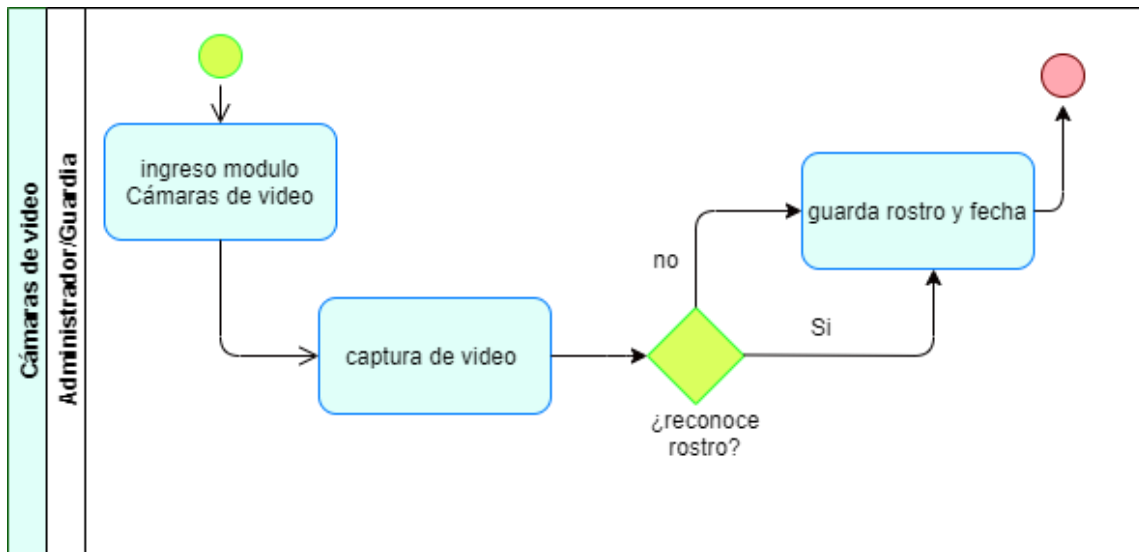 Cámaras de video
Administrador/Guardia
ingreso modulo
Cámaras de video
captura de video
¿reconoce
rostro?
no
Si
guarda rostro y fecha